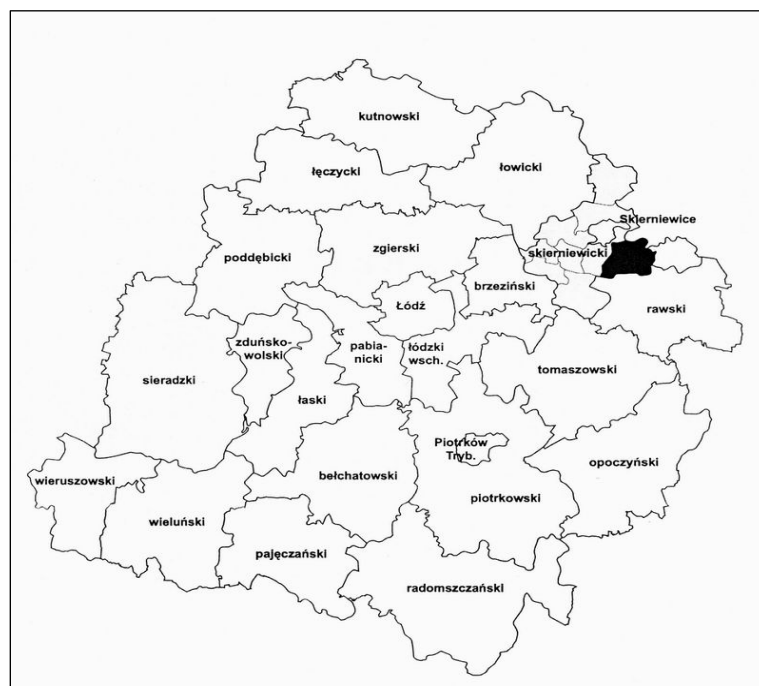 kutnowski
łęczycki
łowicki
Skierniewice
skierniewicki
poddębicki
zgierski
brzeziński
Łódź
rawski
zduńsko-
wolski
pabia-
nicki
łódzki
wsch.
tomaszowski
sieradzki
łaski
Piotrków
Tryb.
opoczyński
wieruszowski
bełchatowski
wieluński
piotrkowski
pajęczański
radomszczański